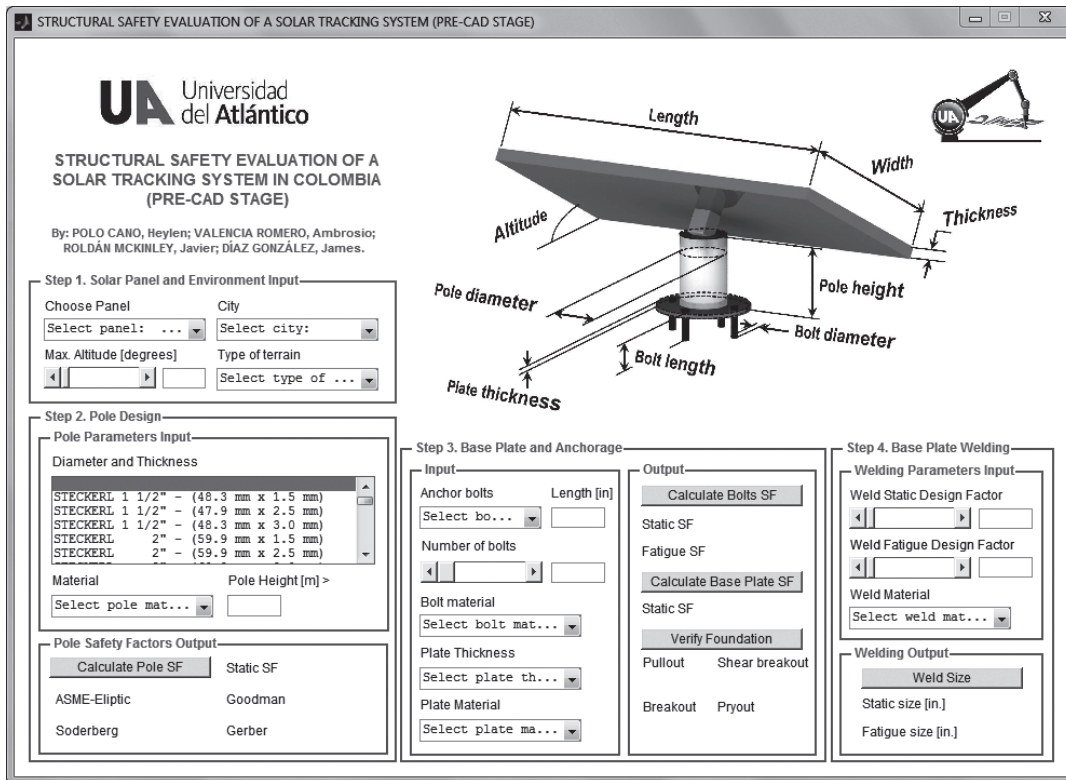 STRUCTURAL SAFETY EVALUATION OF A SOLAR TRACKING SYSTEM (PRE-CAD STAGE)
UA Universidad
del Atlántico
STRUCTURAL SAFETY EVALUATION OF A
SOLAR TRACKING SYSTEM IN COLOMBIA
(PRE-CAD STAGE)
By: POLO CANO, Heylen; VALENCIA ROMERO, Ambrosio;
ROLDÁN MCKINLEY, Javier; DÍAZ GONZÁLEZ, James.
Length
Width
Thickness
Altitude
Pole diameter
Pole height
Bolt diameter
Bolt length
Plate thickness
UA
Step 1. Solar Panel and Environment Input
Choose Panel
City
Select panel: ...
Select city:
Max. Altitude [degrees]
Type of terrain
Select type of ...
Step 2. Pole Design
Pole Parameters Input
Diameter and Thickness
STECKERL 1 1/2" - (48.3 mm x 1.5 mm)
STECKERL 1 1/2" - (47.9 mm x 2.5 mm)
STECKERL 1 1/2" - (48.3 mm x 3.0 mm)
STECKERL 2" - (59.9 mm x 1.5 mm)
STECKERL 2" - (59.9 mm x 2.5 mm)
Material
Pole Height [m] >
Select pole mat...
Pole Safety Factors Output
Calculate Pole SF
Static SF
ASME-Eliptic
Goodman
Soderberg
Gerber
Step 3. Base Plate and Anchorage
Input
Anchor bolts
Length [in]
Select bo...
Number of bolts
Bolt material
Select bolt mat...
Plate Thickness
Select plate th...
Plate Material
Select plate ma...
Output
Calculate Bolts SF
Static SF
Fatigue SF
Calculate Base Plate SF
Static SF
Verify Foundation
Pullout
Shear breakout
Breakout
Pryout
Step 4. Base Plate Welding
Welding Parameters Input
Weld Static Design Factor
Weld Fatigue Design Factor
Weld Material
Select weld mat...
Welding Output
Weld Size
Static size [in.]
Fatigue size [in.]